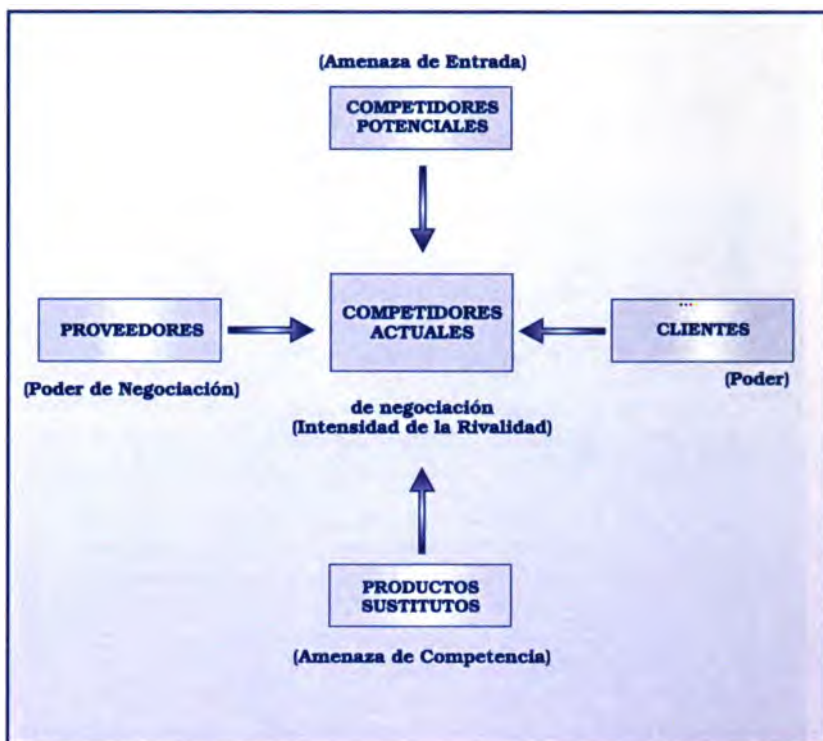 (Amenaza de Entrada)
COMPETIDORES
POTENCIALES
COMPETIDORES
ACTUALES
PROVEEDORES
CLIENTES
(Poder de Negociación)
(Poder)
de negociación
(Intensidad de la Rivalidad)
PRODUCTOS
SUSTITUTOS
(Amenaza de Competencia)